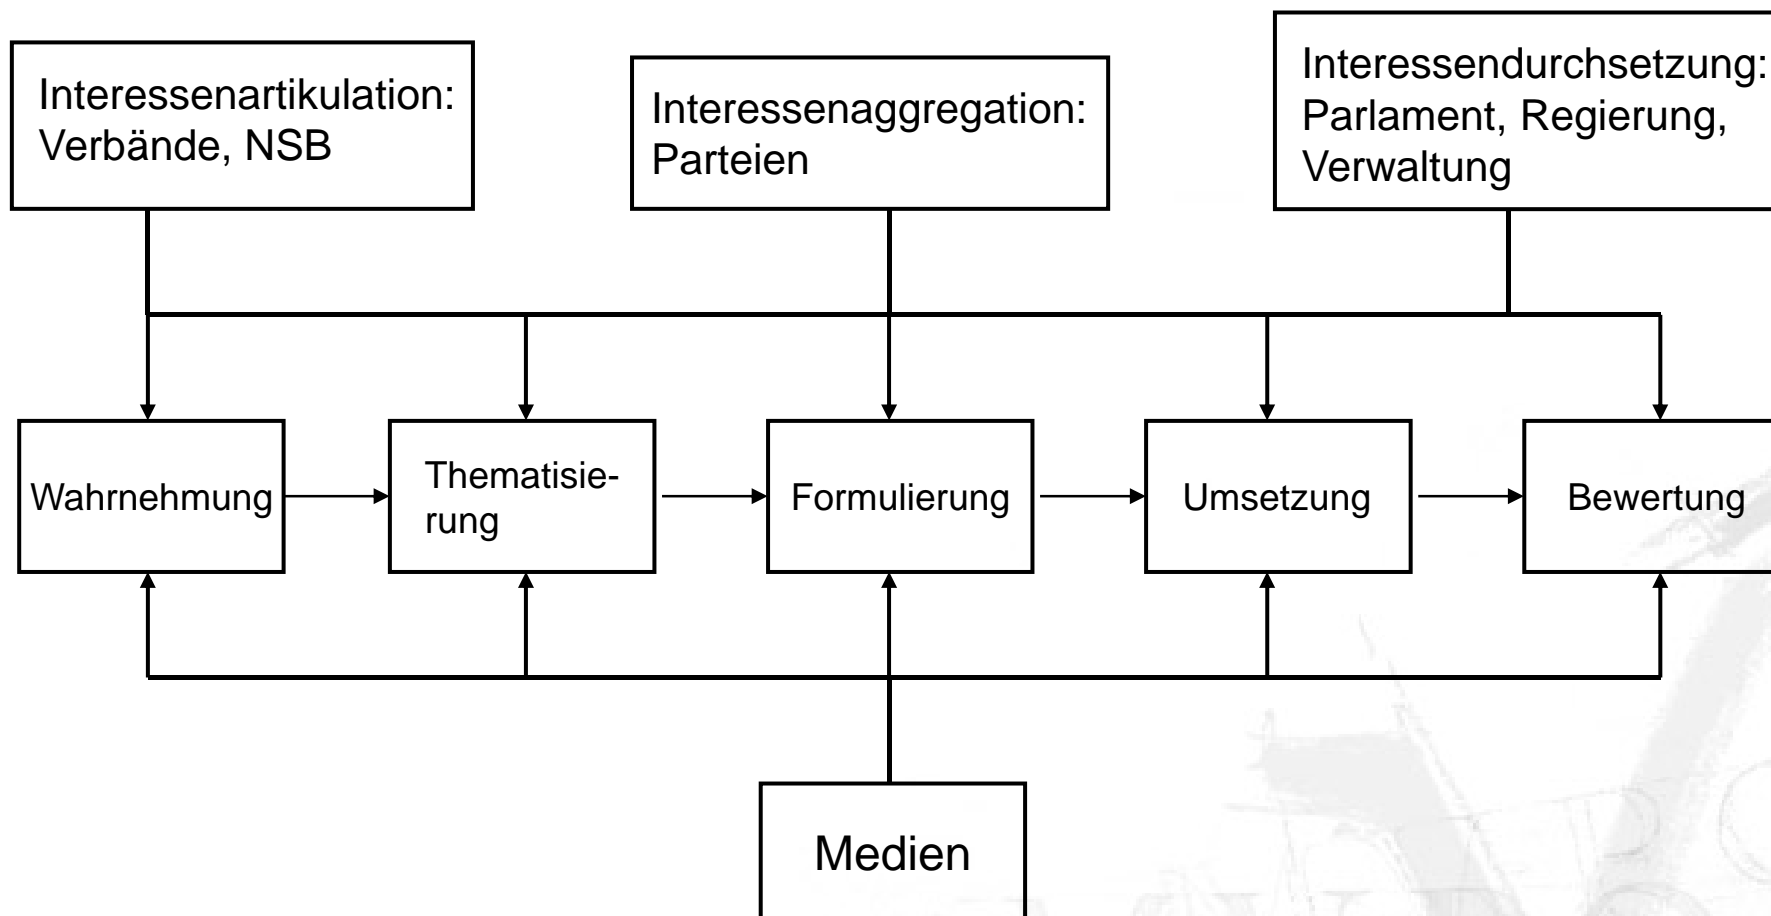 Interessenartikulation:
Verbände, NSB
Interessenaggregation:
Parteien
Interessendurchsetzung:
Parlament, Regierung,
Verwaltung
Wahrnehmung
Thematisie-
rung
Formulierung
Umsetzung
Bewertung
Medien